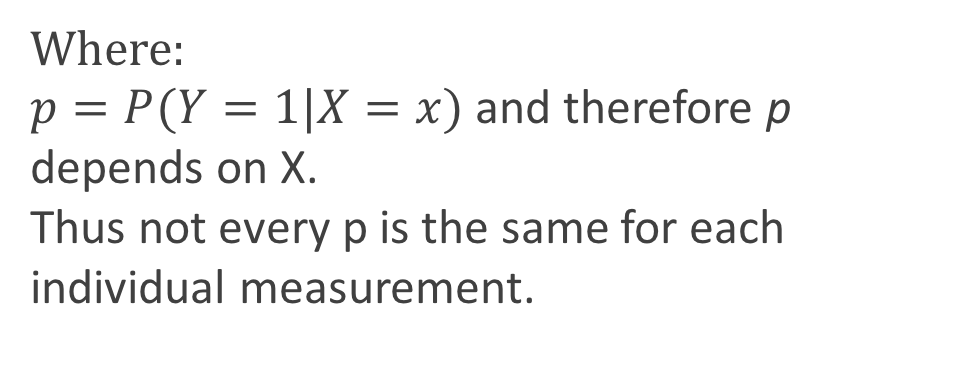 Where:
p = P(Y = 1|X = x) and therefore p
depends on X.
Thus not every p is the same for each
individual measurement.